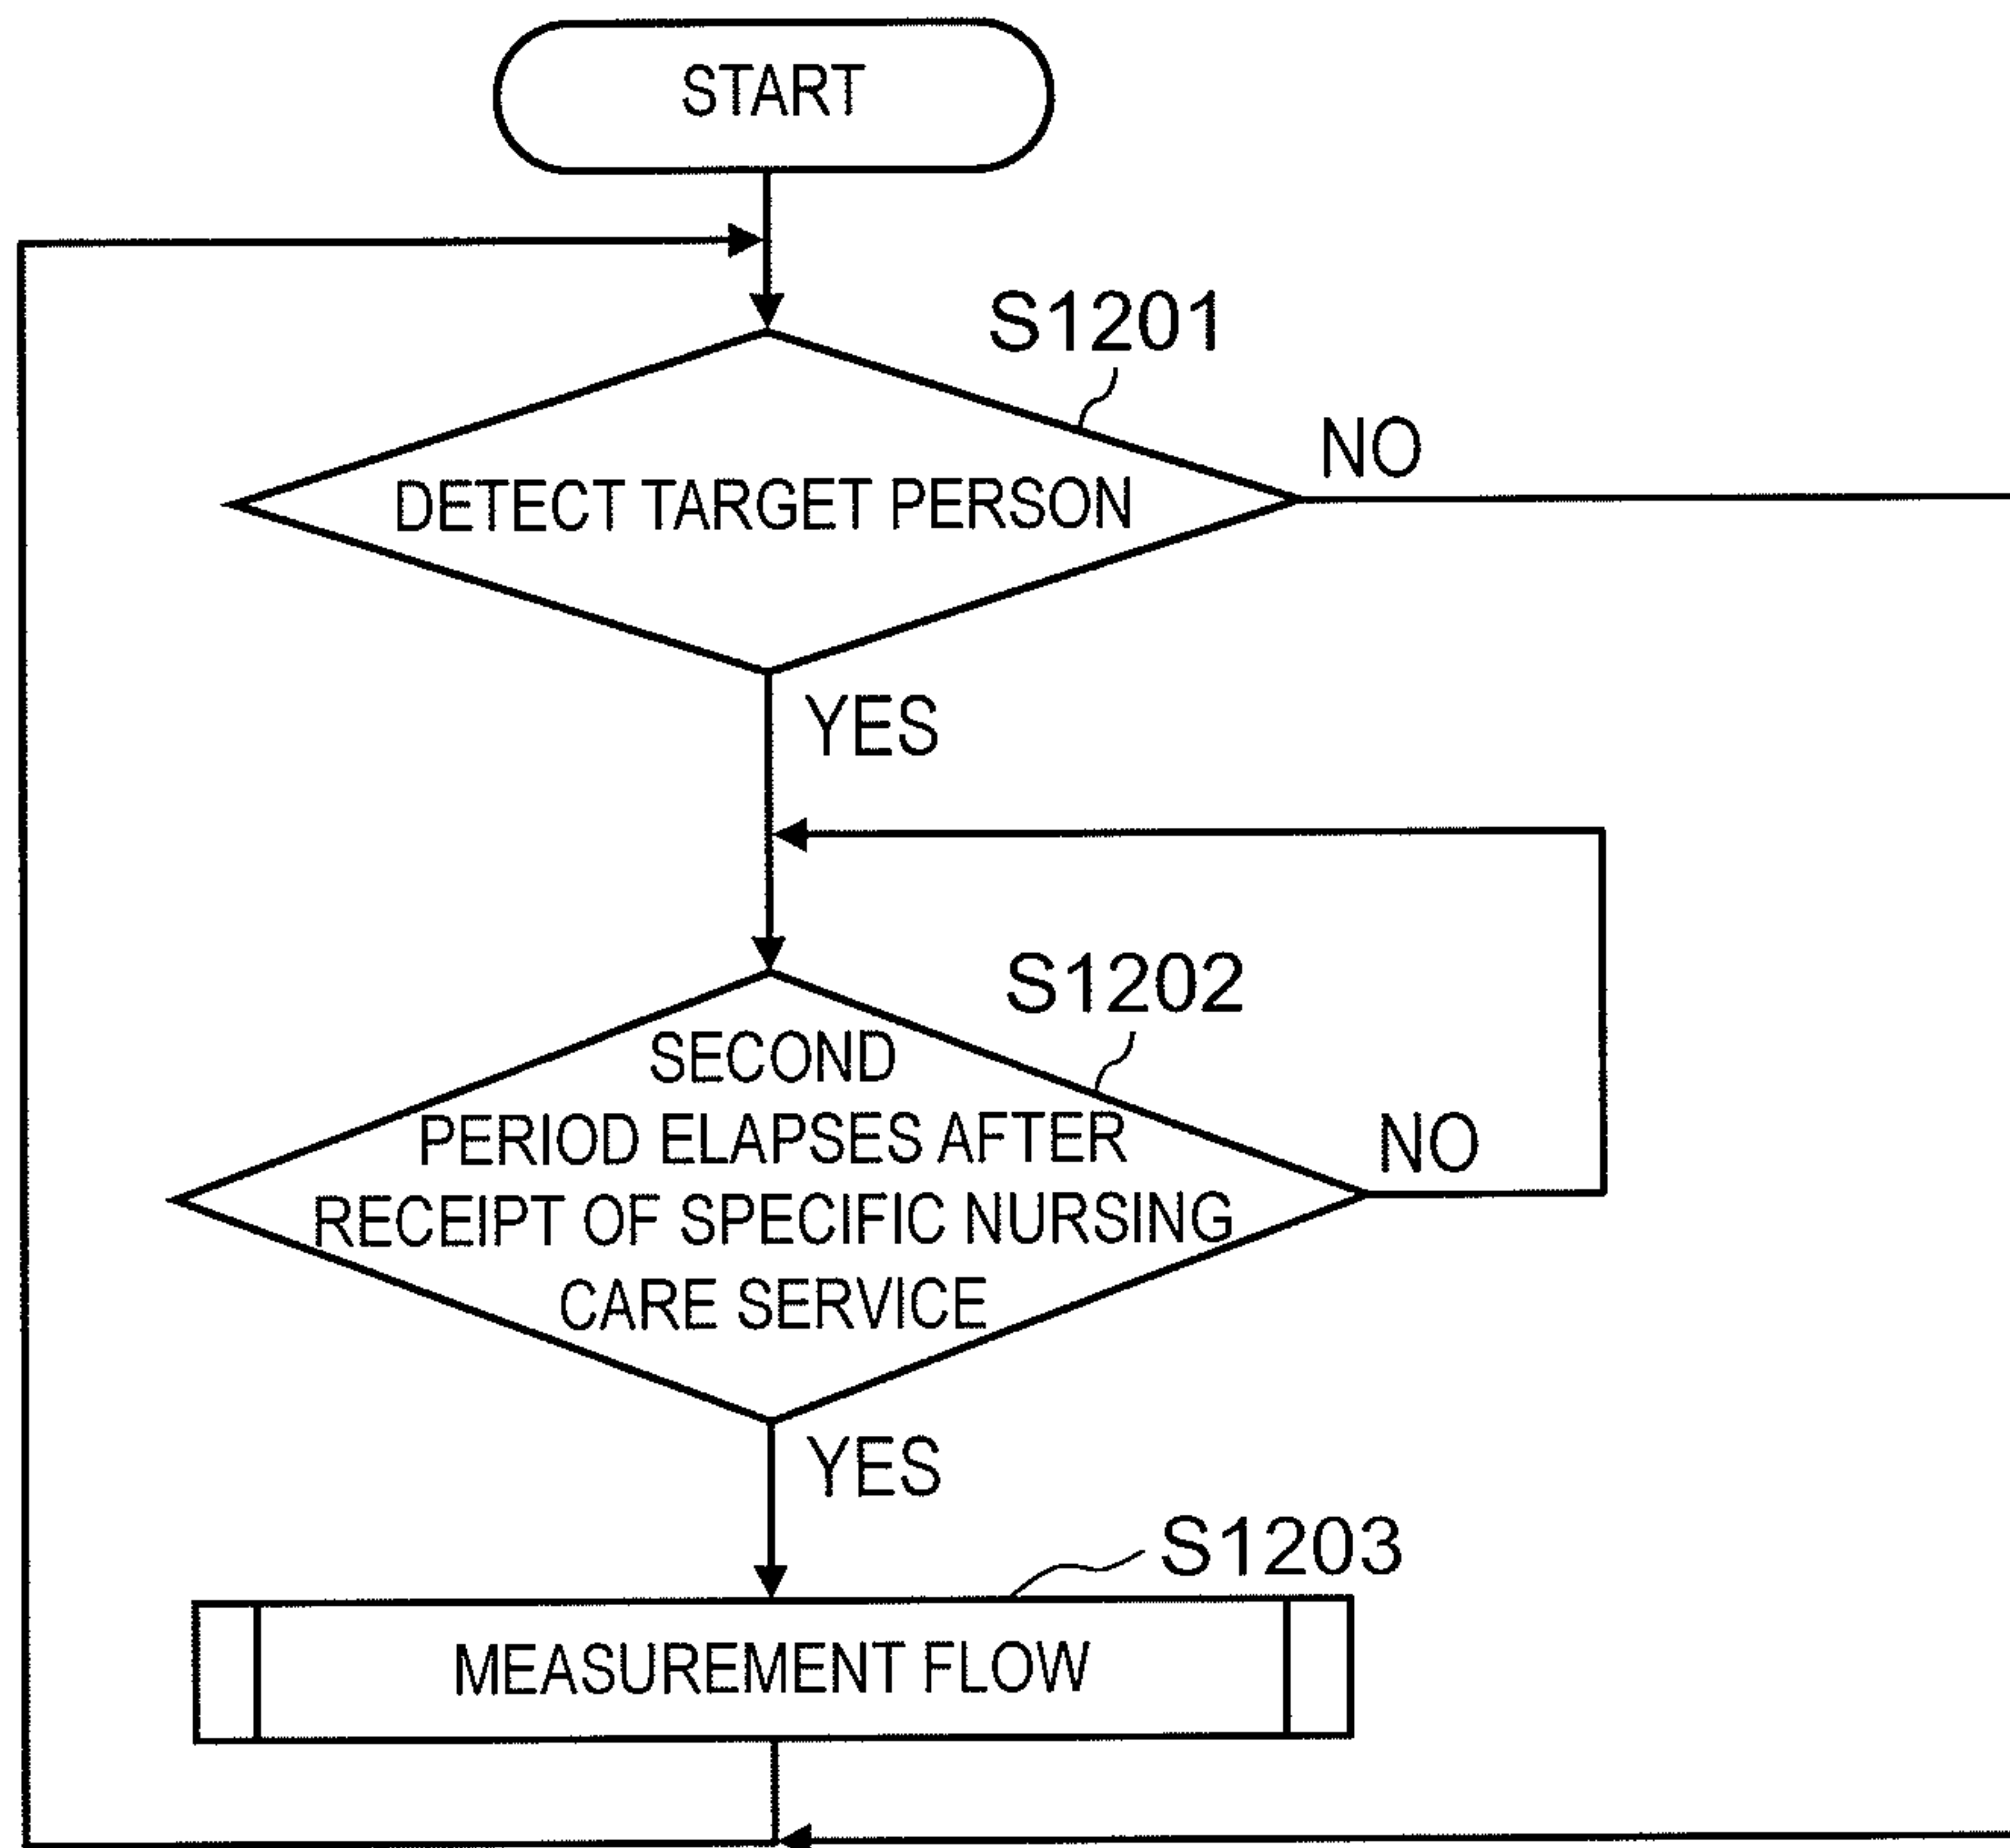 START
S1201
NO
DETECT TARGET PERSON
YES
S1202
SECOND
PERIOD ELAPSES AFTER
NO
RECEIPT OF SPECIFIC NURSING
CARE SERVICE
YES
S1203
MEASUREMENT FLOW